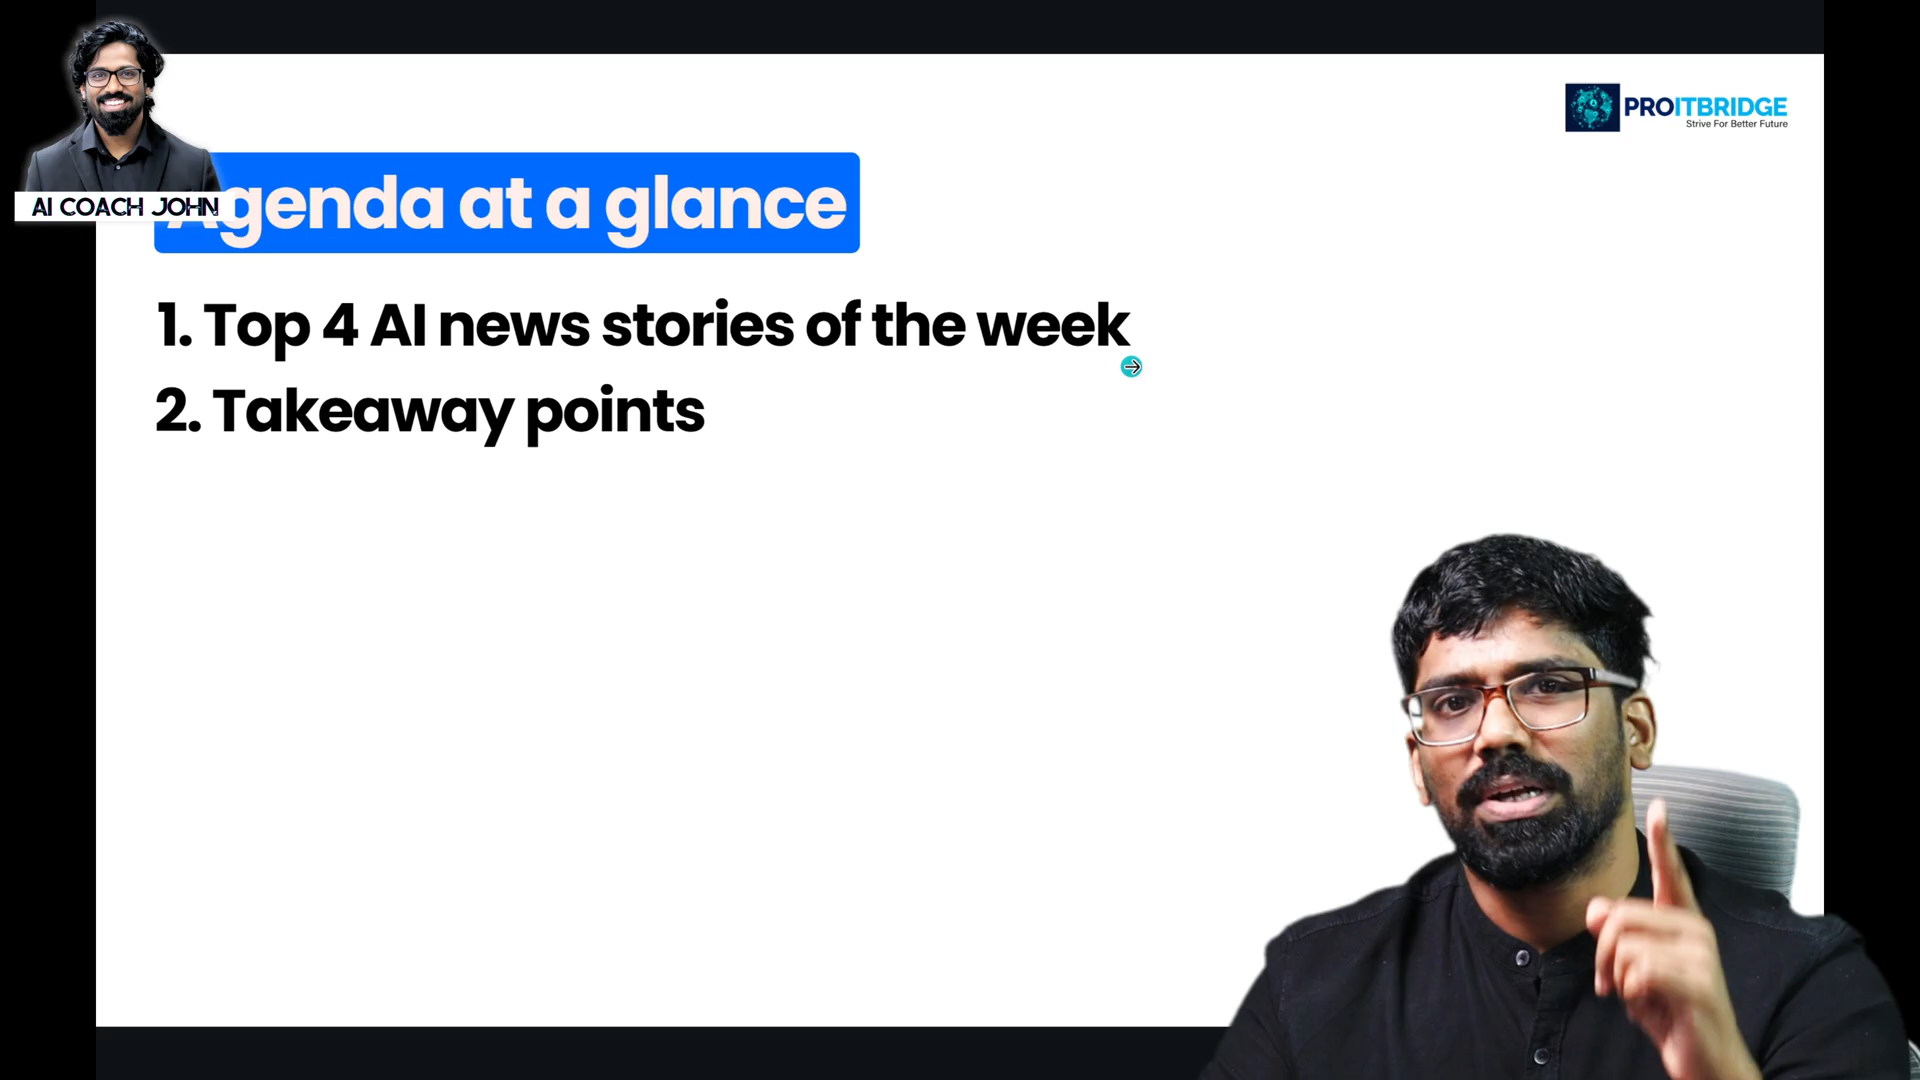 PROITBRIDGE
Strive For Better Future
AI COACH JOHN
Agenda at a glance
1. Top 4 AI news stories of the week
2. Takeaway points